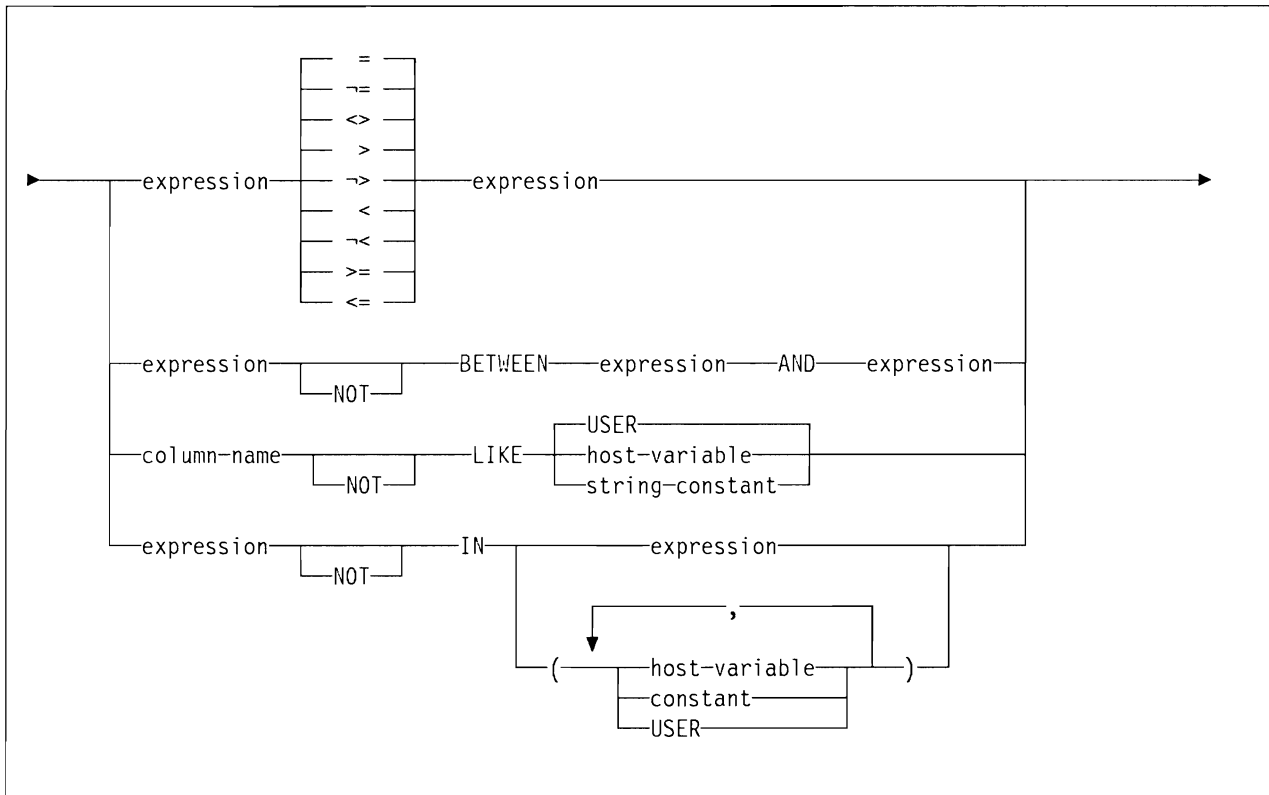 =
¬=
<>
>
expression ¬> expression
<
¬<
>=
<=
expression NOT BETWEEN expression AND expression
USER
column-name NOT LIKE host-variable
string-constant
expression NOT IN expression
,
( host-variable )
constant
USER